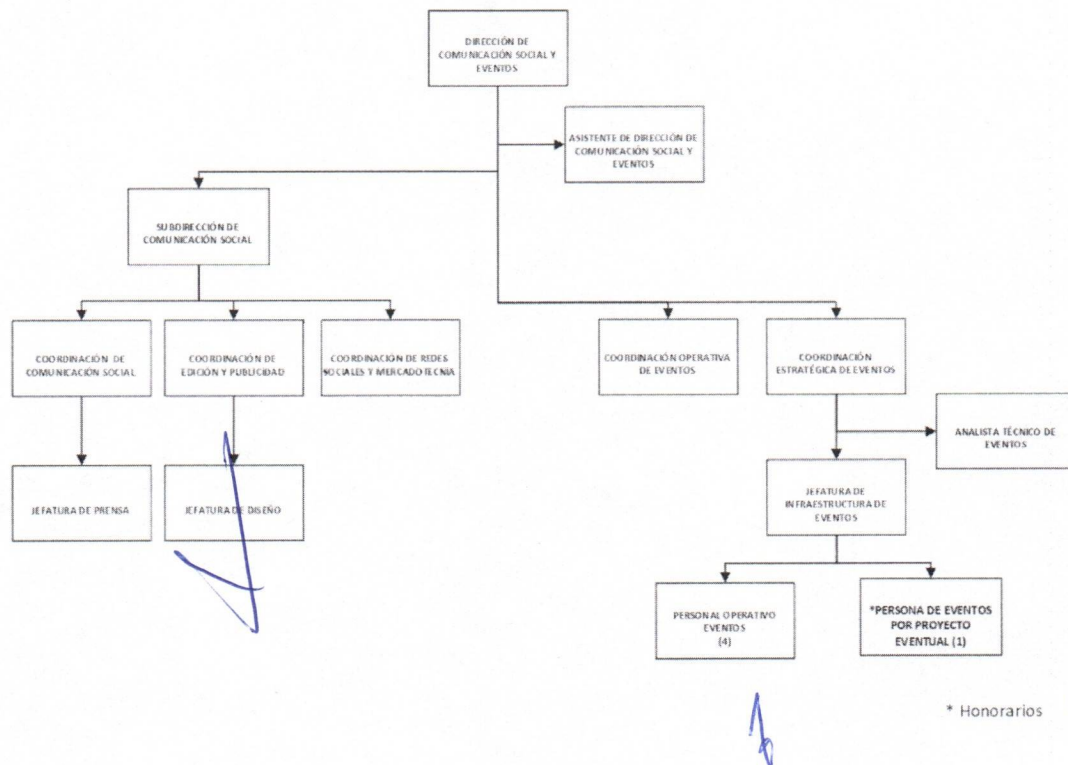 DIRECCIÓN DE
COMUNICACIÓN SOCIAL Y
EVENTOS
ASISTENTE DE DIRECCIÓN DE
COMUNICACIÓN SOCIAL Y
EVENTOS
SUBDIRECCIÓN DE
COMUNICACIÓN SOCIAL
COORDINACIÓN DE
COMUNICACIÓN SOCIAL
COORDINACIÓN DE
EDICIÓN Y PUBLICIDAD
COORDINACIÓN DE REDES
SOCIALES Y MERCADOTECNIA
COORDINACIÓN OPERATIVA
DE EVENTOS
COORDINACIÓN
ESTRATÉGICA DE EVENTOS
ANALISTA TÉCNICO DE
EVENTOS
JEFATURA DE PRENSA
JEFATURA DE DISEÑO
JEFATURA DE
INFRAESTRUCTURA DE
EVENTOS
PERSONAL OPERATIVO
EVENTOS
(4)
*PERSONA DE EVENTOS
POR PROYECTO
EVENTUAL (1)
* Honorarios